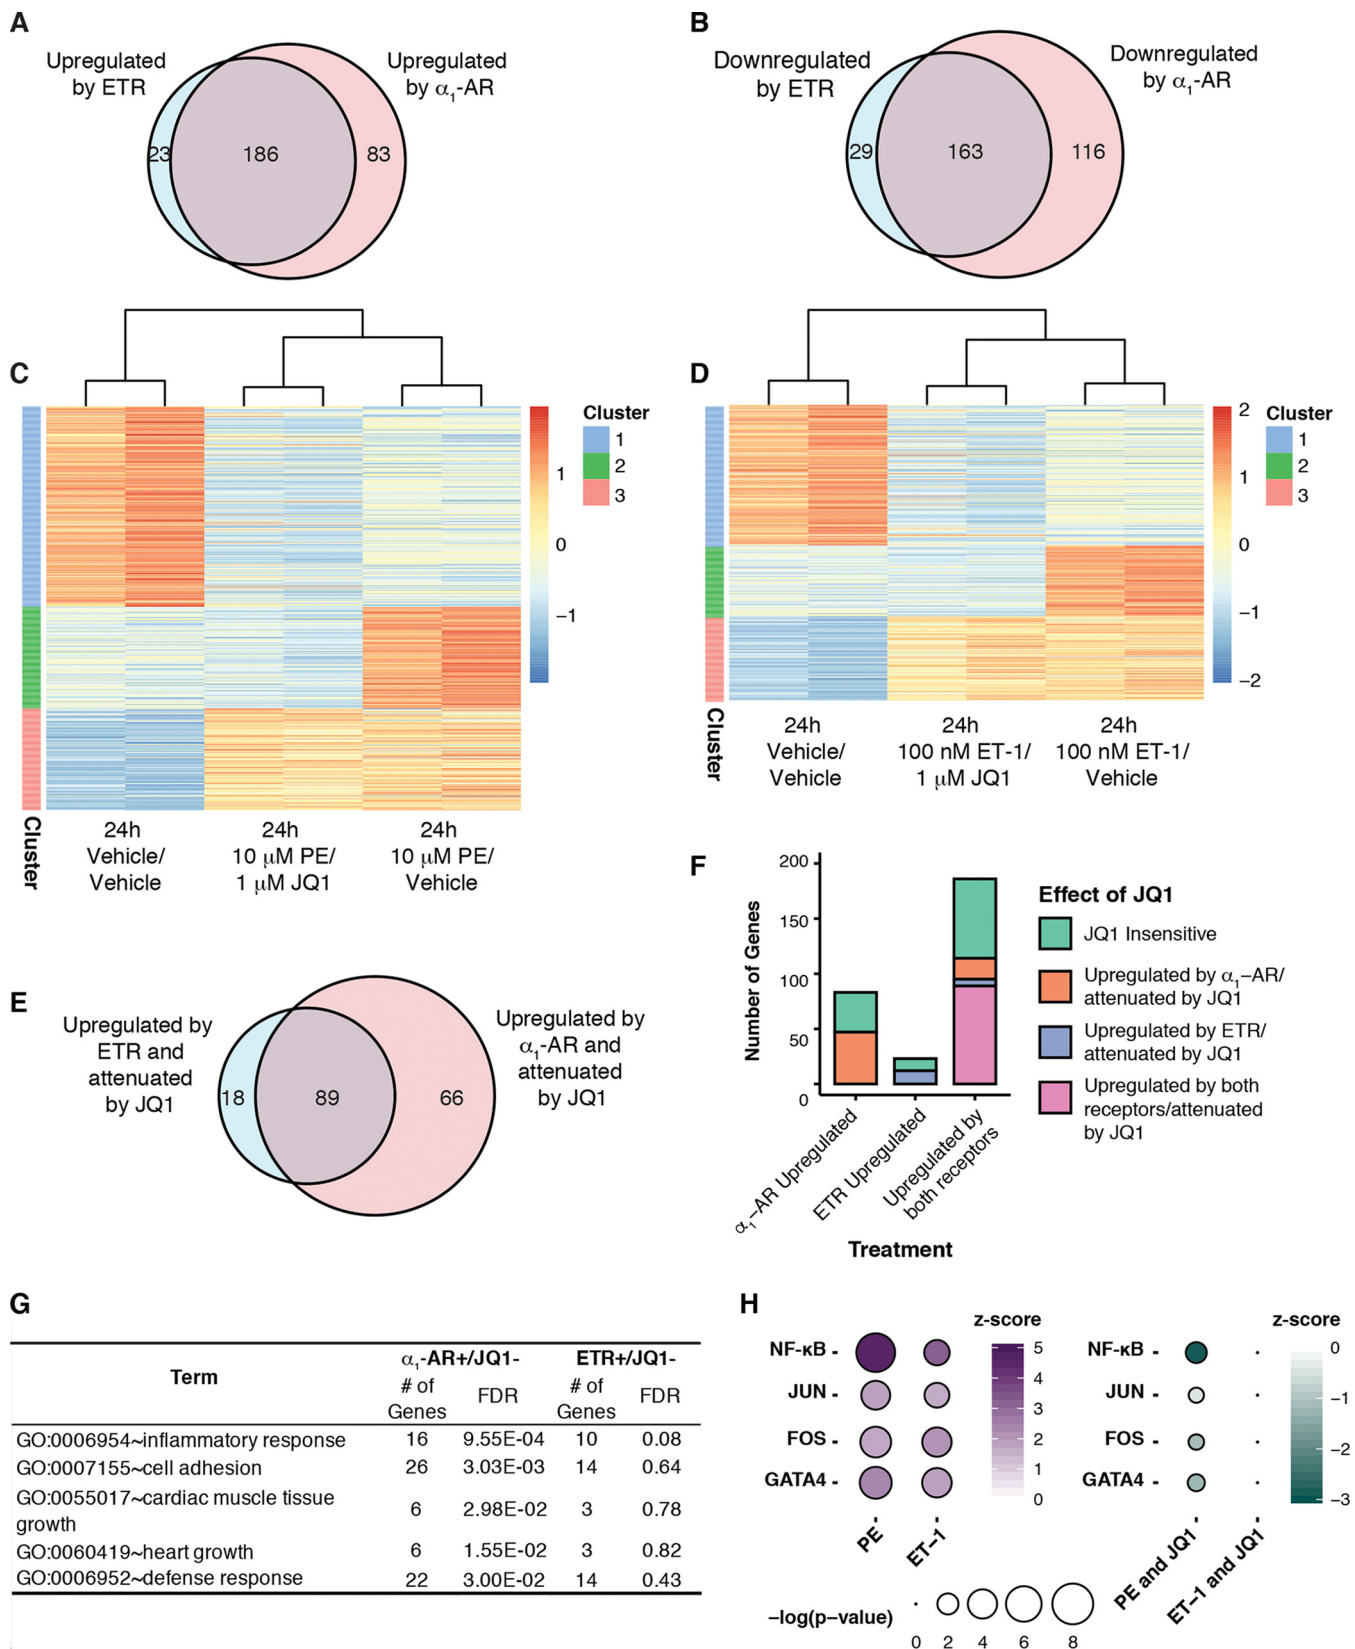 A
Upregulated
by ETR
Upregulated
by α1-AR
23
186
83
B
Downregulated
by ETR
Downregulated
by α1-AR
29
163
116
C
Cluster
1
2
3
1
0
−1
Cluster
24h
Vehicle/
Vehicle
24h
10 μM PE/
1 μM JQ1
24h
10 μM PE/
Vehicle
D
2
1
0
−1
−2
Cluster
1
2
3
Cluster
24h
Vehicle/
Vehicle
24h
100 nM ET-1/
1 μM JQ1
24h
100 nM ET-1/
Vehicle
E
Upregulated by
ETR and
attenuated
by JQ1
Upregulated by
α1-AR and
attenuated
by JQ1
18
89
66
F
Number of Genes
200
150
100
50
0
α1−AR Upregulated
ETR Upregulated
Upregulated by
both receptors
Treatment
Effect of JQ1
JQ1 Insensitive
Upregulated by α1−AR/
attenuated by JQ1
Upregulated by ETR/
attenuated by JQ1
Upregulated by both
receptors/attenuated
by JQ1
G
Term
α1-AR+/JQ1-
ETR+/JQ1-
# of
Genes
FDR
# of
Genes
FDR
GO:0006954~inflammatory response 16 9.55E-04 10 0.08
GO:0007155~cell adhesion 26 3.03E-03 14 0.64
GO:0055017~cardiac muscle tissue
growth 6 2.98E-02 3 0.78
GO:0060419~heart growth 6 1.55E-02 3 0.82
GO:0006952~defense response 22 3.00E-02 14 0.43
H
NF-κB
JUN
FOS
GATA4
PE
ET−1
z-score
5
4
3
2
1
0
NF-κB
JUN
FOS
GATA4
PE and JQ1
ET−1 and JQ1
z-score
0
−1
−2
−3
−log(p−value)
0 2 4 6 8